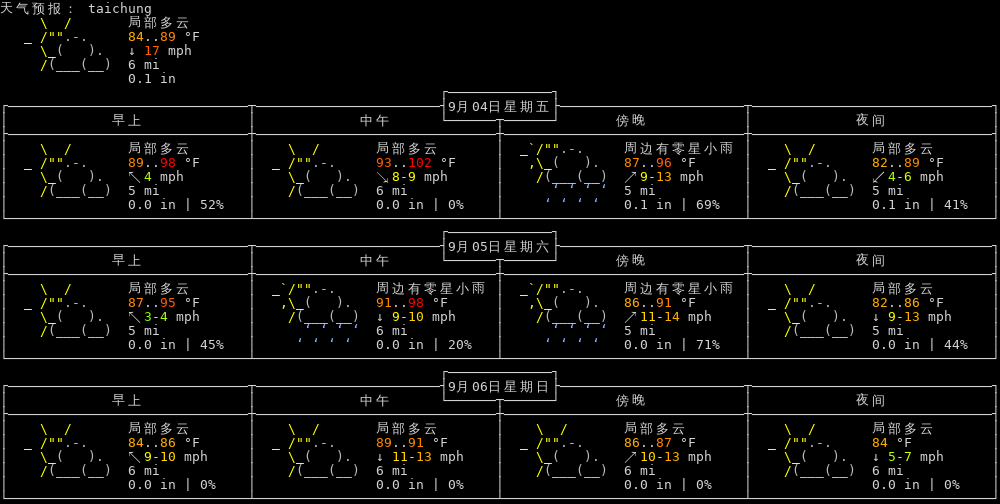 天气预报： taichung
局部多云
84..89 °F
↓ 17 mph
6 mi
0.1 in
9月04日星期五
早上 中午 傍晚 夜间
局部多云 局部多云 周边有零星小雨 局部多云
89..98 °F 93..102 °F 87..96 °F 82..89 °F
↖ 4 mph ↘ 8-9 mph ↗ 9-13 mph ↙ 4-6 mph
5 mi 6 mi 5 mi 5 mi
0.0 in | 52% 0.0 in | 0% 0.1 in | 69% 0.1 in | 41%
9月05日星期六
早上 中午 傍晚 夜间
局部多云 周边有零星小雨 周边有零星小雨 局部多云
87..95 °F 91..98 °F 86..91 °F 82..86 °F
↖ 3-4 mph ↓ 9-10 mph ↗ 11-14 mph ↖ 9-13 mph
5 mi 6 mi 5 mi 5 mi
0.0 in | 45% 0.0 in | 20% 0.0 in | 71% 0.0 in | 44%
9月06日星期日
早上 中午 傍晚 夜间
局部多云 局部多云 局部多云 局部多云
84..86 °F 89..91 °F 86..87 °F 84 °F
↖ 9-10 mph ↓ 11-13 mph ↗ 10-13 mph ↓ 5-7 mph
6 mi 6 mi 6 mi 6 mi
0.0 in | 0% 0.0 in | 0% 0.0 in | 0% 0.0 in | 0%